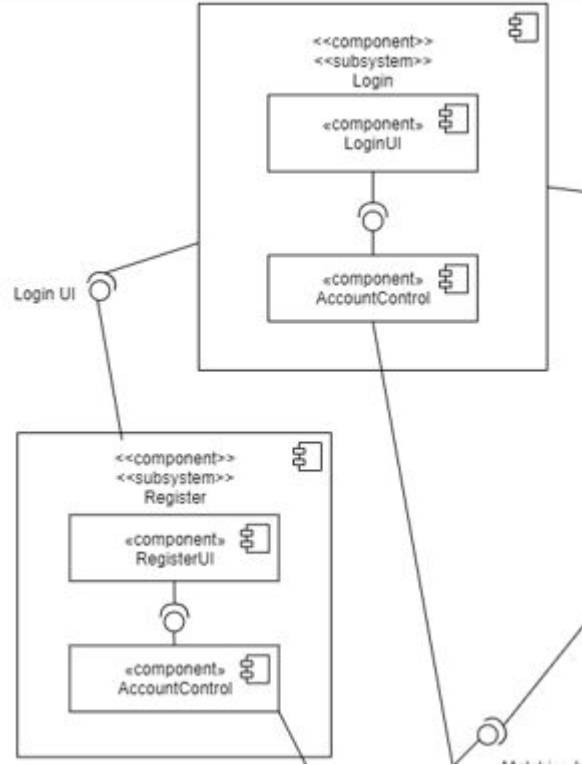 <<component>>
<<subsystem>>
Login
«component»
LoginUI
«component»
AccountControl
Login UI
<<component>>
<<subsystem>>
Register
«component»
RegisterUI
«component»
AccountControl